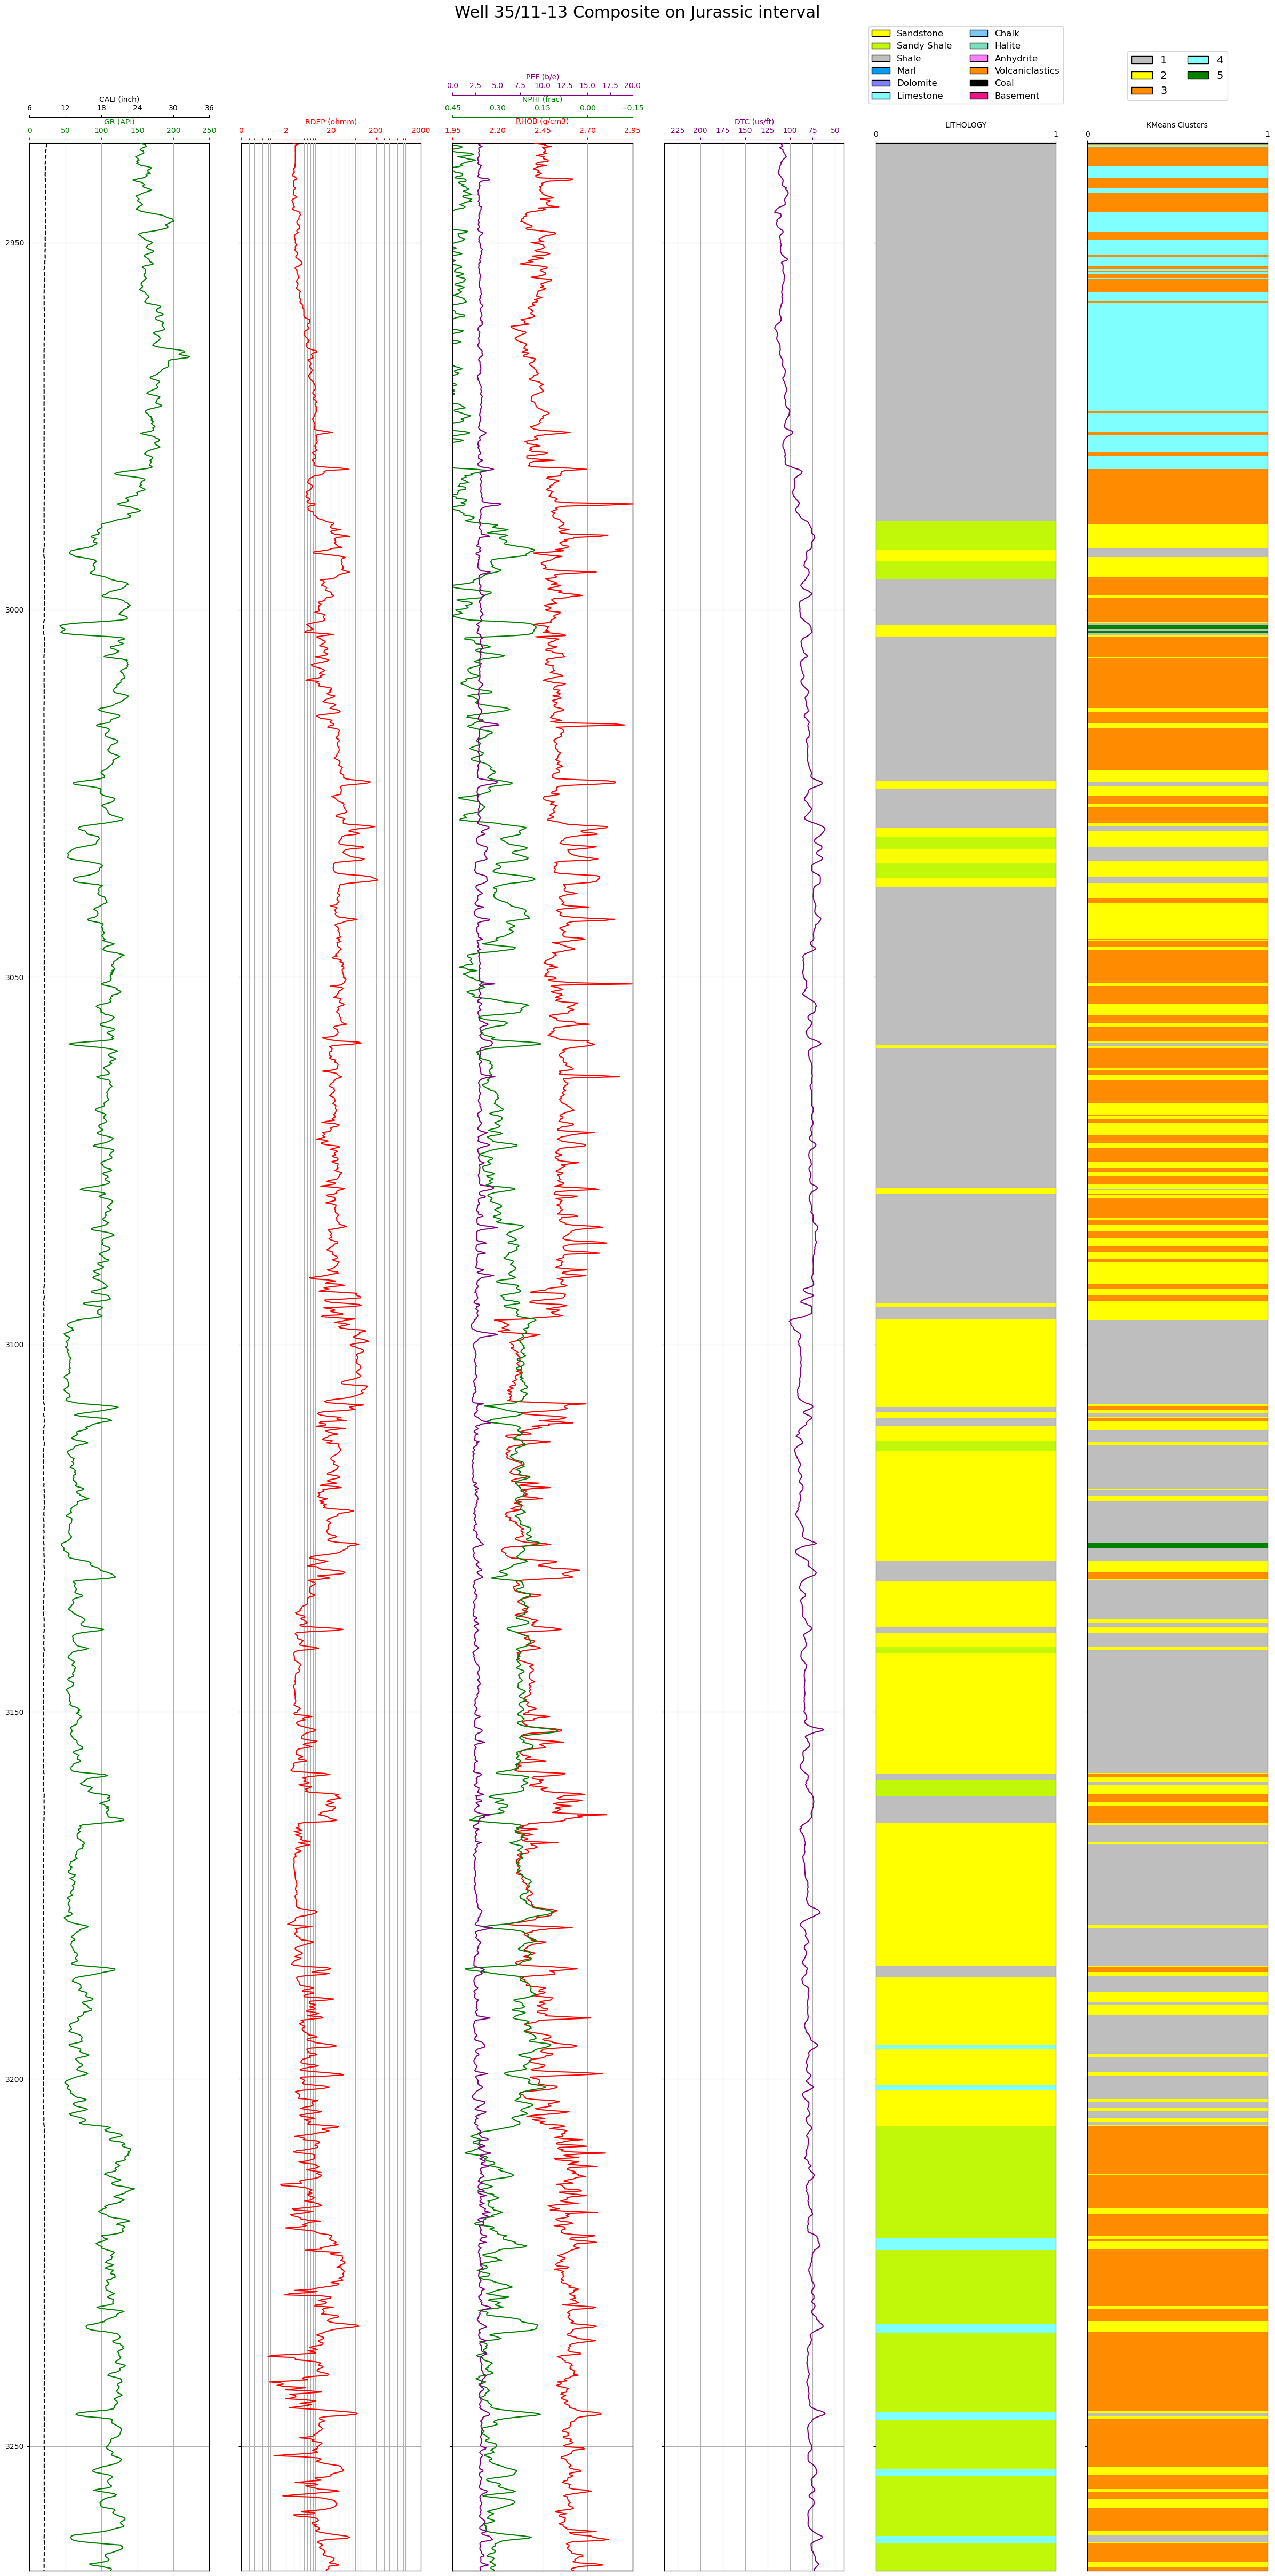 Well 35/11-13 Composite on Jurassic interval
Sandstone Chalk
Sandy Shale Halite
Shale Anhydrite
Marl Volcaniclastics
Dolomite Coal
Limestone Basement
1 4
2 5
3
PEF (b/e)
0.0 2.5 5.0 7.5 10.0 12.5 15.0 17.5 20.0
CALI (inch) NPHI (frac)
6 12 18 24 30 36 0.45 0.30 0.15 0.00 −0.15
GR (API) RDEP (ohmm) RHOB (g/cm3) DTC (us/ft) LITHOLOGY KMeans Clusters
0 50 100 150 200 250 0 2 20 200 2000 1.95 2.20 2.45 2.70 2.95 225 200 175 150 125 100 75 50 0 1 0 1
2950
3000
3050
3100
3150
3200
3250